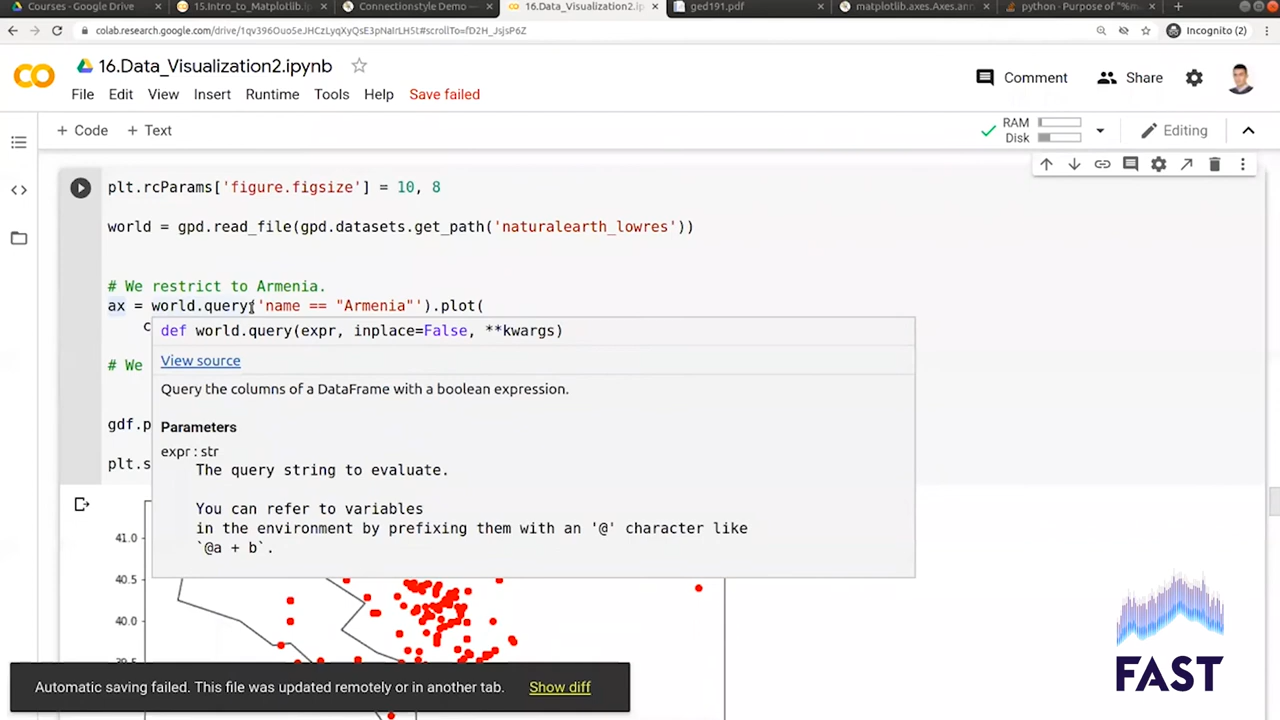 Courses - Google Drive
15.Intro_to_Matplotlib.i
Connectionstyle Demo —
16.Data_Visualization2.i
ged191.pdf
matplotlib.axes.Axes.ann
python - Purpose of "%m
colab.research.google.com/drive/1qv396Ouo5eJHCzLyqXyQsE3pNaIrLH5t#scrollTo=fD2H_JsjsP6Z
Incognito (2)
CO
16.Data_Visualization2.ipynb
Comment
Share
File Edit View Insert Runtime Tools Help Save failed
+ Code + Text
RAM
Disk
Editing
plt.rcParams['figure.figsize'] = 10, 8
world = gpd.read_file(gpd.datasets.get_path('naturalearth_lowres'))
# We restrict to Armenia.
ax = world.query('name == "Armenia"').plot(
c
def world.query(expr, inplace=False, **kwargs)
# We
View source
Query the columns of a DataFrame with a boolean expression.
gdf.p
Parameters
expr : str
plt.s
The query string to evaluate.
You can refer to variables
in the environment by prefixing them with an '@' character like
`@a + b`.
41.0
40.5
40.0
39.5
Automatic saving failed. This file was updated remotely or in another tab. Show diff
FAST